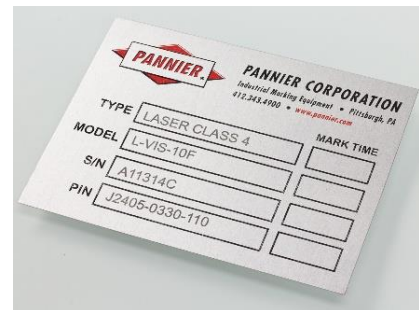 PANNIER®
PANNIER CORPORATION
Industrial Marking Equipment • Pittsburgh, PA
412.343.4900 • www.pannier.com
MARK TIME
TYPE LASER CLASS 4
MODEL L-VIS-10F
S/N A11314C
PIN J2405-0330-110